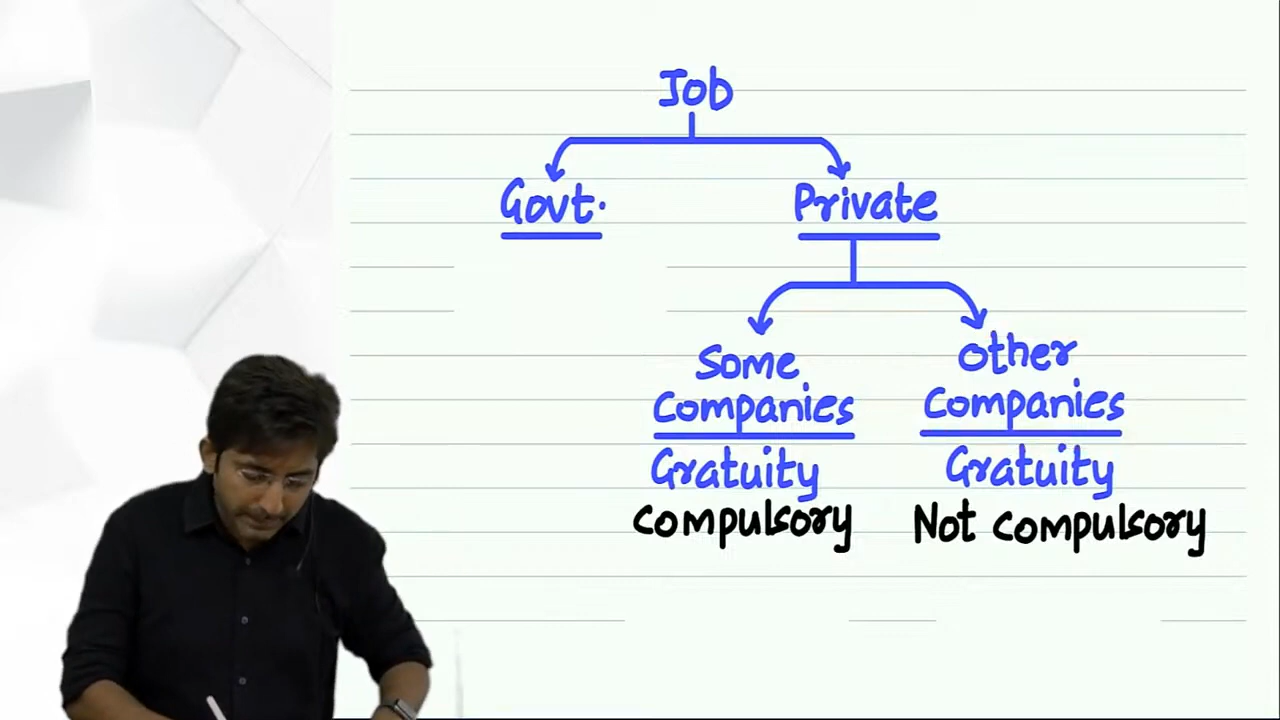 Job
Govt.
Private
Some
Companies
Gratuity
compulsory
Other
Companies
Gratuity
Not compulsory